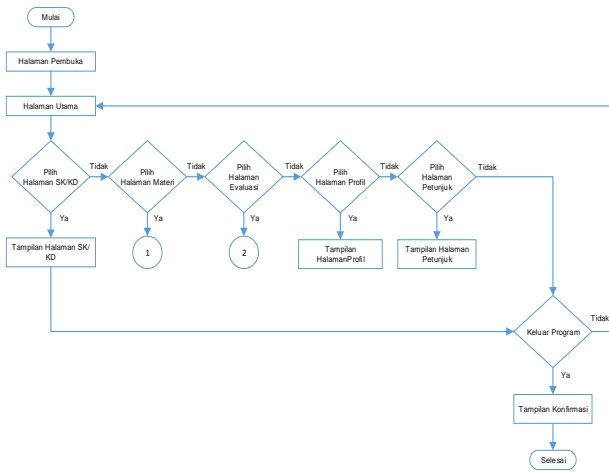 Mulai
Halaman Pembuka
Halaman Utama
Pilih
Halaman SK/KD
Tidak
Pilih
Halaman Materi
Tidak
Pilih
Halaman
Evaluasi
Tidak
Pilih
Halaman Profil
Tidak
Pilih
Halaman
Petunjuk
Tidak
Ya
Ya
Ya
Ya
Ya
Tampilan Halaman SK/
KD
1
2
Tampilan
HalamanProfil
Tampilan Halaman
Petunjuk
Keluar Program
Tidak
Ya
Tampilan Konfirmasi
Selesai